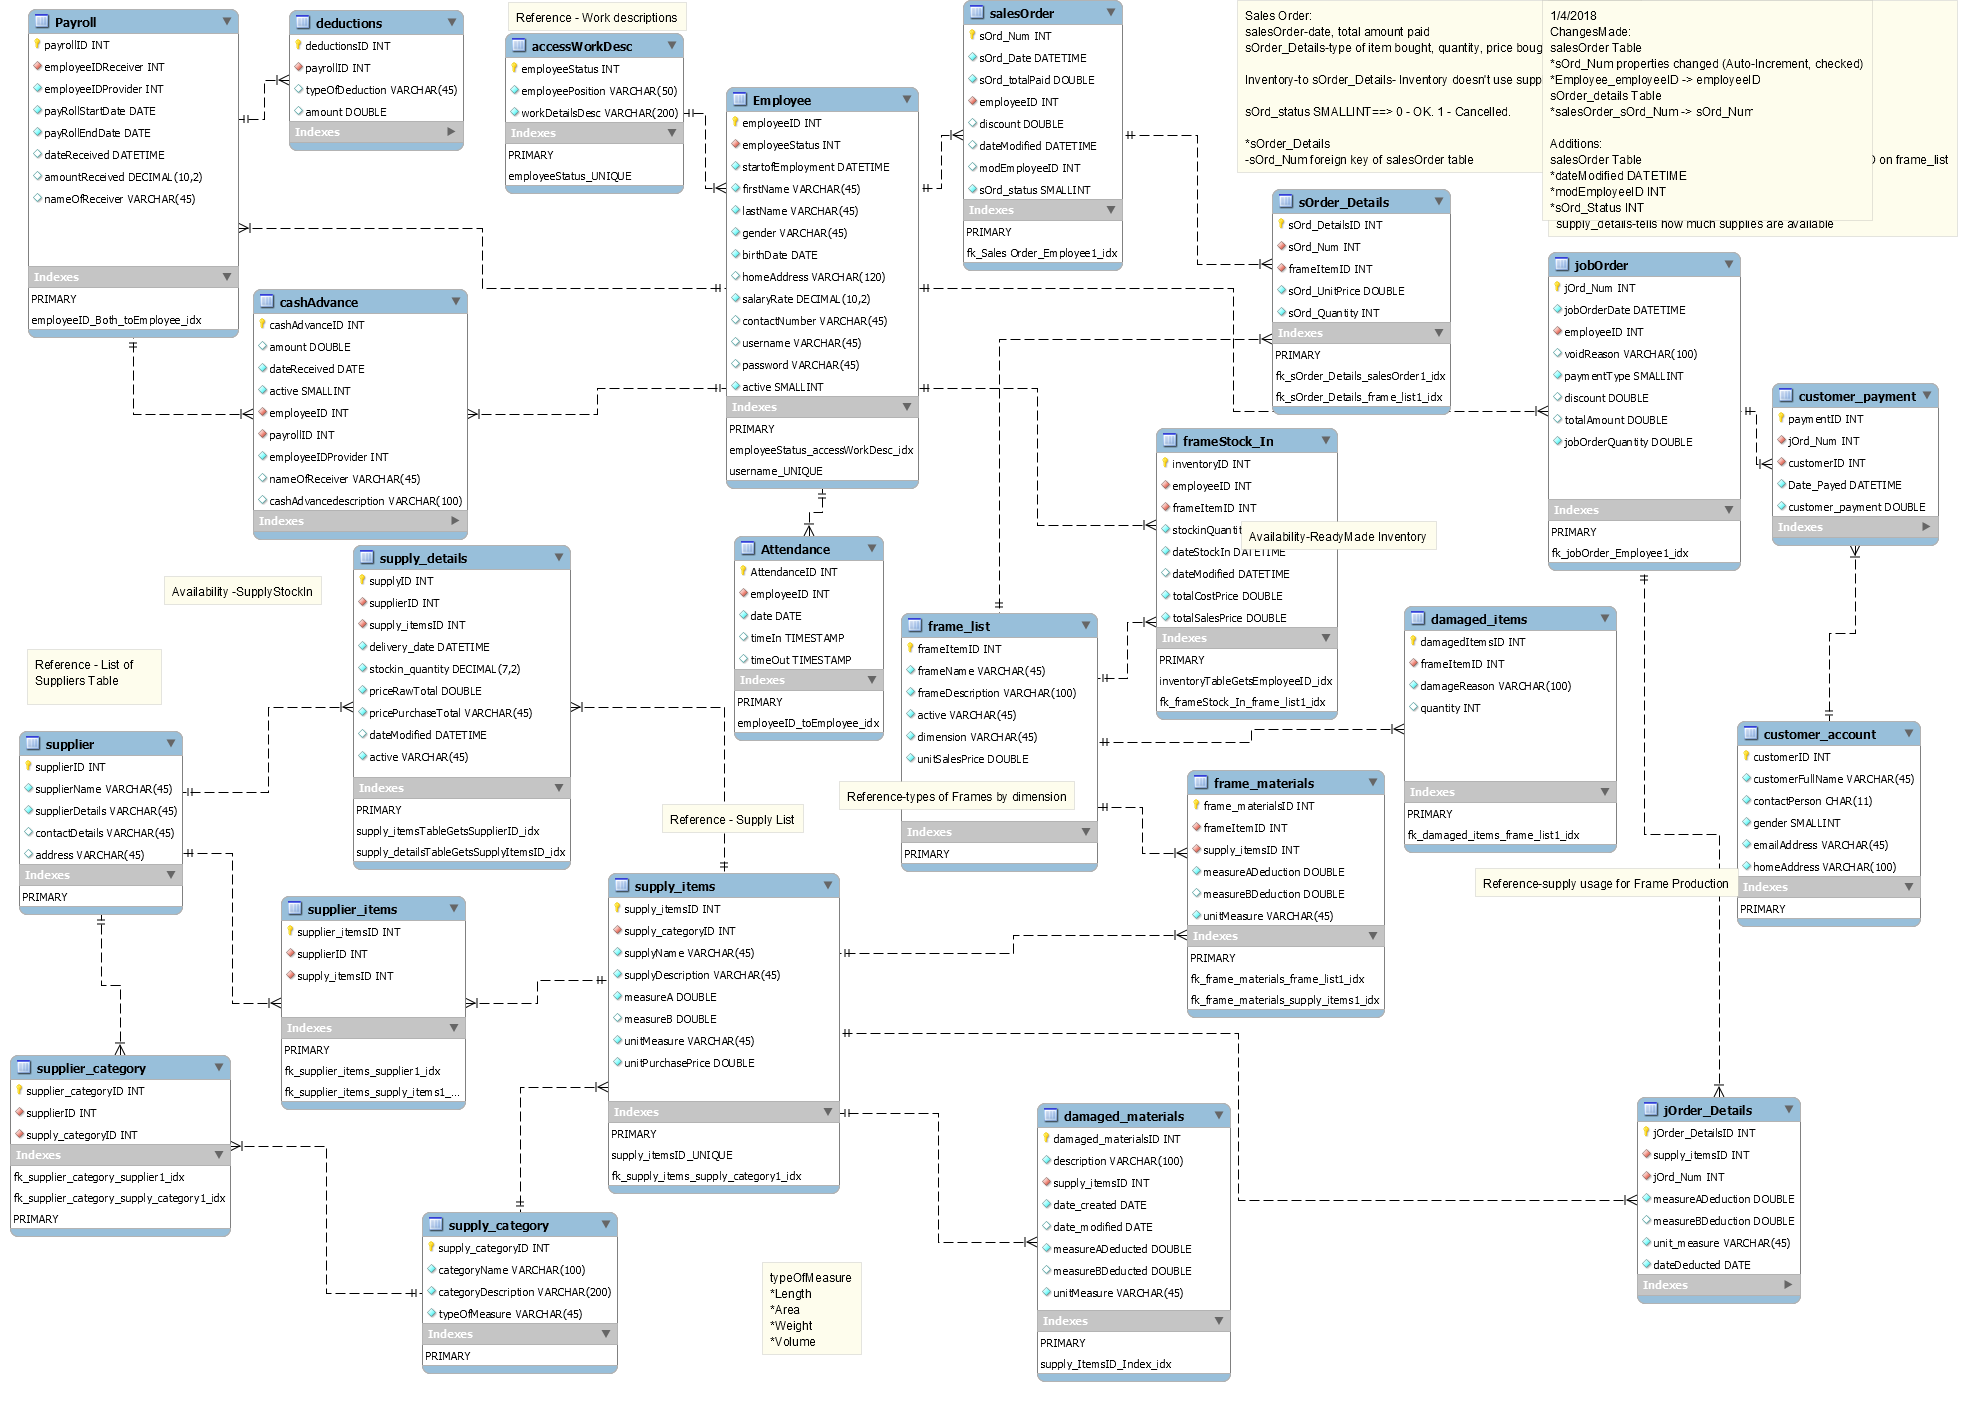 Payroll
payrollID INT
employeeIDReceiver INT
employeeIDProvider INT
payRollStartDate DATE
payRollEndDate DATE
dateReceived DATETIME
amountReceived DECIMAL(10,2)
nameOfReceiver VARCHAR(45)
Indexes
PRIMARY
employeeID_Both_toEmployee_idx
deductions
deductionsID INT
payrollID INT
typeOfDeduction VARCHAR(45)
amount DOUBLE
Indexes
Reference - Work descriptions
accessWorkDesc
employeeStatus INT
employeePosition VARCHAR(50)
workDetailsDesc VARCHAR(200)
Indexes
PRIMARY
employeeStatus_UNIQUE
Employee
employeeID INT
employeeStatus INT
startofEmployment DATETIME
firstName VARCHAR(45)
lastName VARCHAR(45)
gender VARCHAR(45)
birthDate DATE
homeAddress VARCHAR(120)
salaryRate DECIMAL(10,2)
contactNumber VARCHAR(45)
username VARCHAR(45)
password VARCHAR(45)
active SMALLINT
Indexes
PRIMARY
employeeStatus_accessWorkDesc_idx
username_UNIQUE
salesOrder
sOrd_Num INT
sOrd_Date DATETIME
sOrd_totalPaid DOUBLE
employeeID INT
discount DOUBLE
dateModified DATETIME
modEmployeeID INT
sOrd_status SMALLINT
Indexes
PRIMARY
fk_Sales Order_Employee1_idx
Sales Order:
salesOrder-date, total amount paid
sOrder_Details-type of item bought, quantity, price boug
Inventory-to sOrder_Details- Inventory doesn't use supp
sOrd_status SMALLINT==> 0 - OK. 1 - Cancelled.
*sOrder_Details
-sOrd_Num foreign key of salesOrder table
1/4/2018
ChangesMade:
salesOrder Table
*sOrd_Num properties changed (Auto-Increment, checked)
*Employee_employeeID -> employeeID
sOrder_details Table
*salesOrder_sOrd_Num -> sOrd_Num
Additions:
salesOrder Table
*dateModified DATETIME
*modEmployeeID INT
*sOrd_Status INT
on frame_list
supply_details-tells how much supplies are available
sOrder_Details
sOrd_DetailsID INT
sOrd_Num INT
frameItemID INT
sOrd_UnitPrice DOUBLE
sOrd_Quantity INT
Indexes
PRIMARY
fk_sOrder_Details_salesOrder1_idx
fk_sOrder_Details_frame_list1_idx
jobOrder
jOrd_Num INT
jobOrderDate DATETIME
employeeID INT
voidReason VARCHAR(100)
paymentType SMALLINT
discount DOUBLE
totalAmount DOUBLE
jobOrderQuantity DOUBLE
Indexes
PRIMARY
fk_jobOrder_Employee1_idx
customer_payment
paymentID INT
jOrd_Num INT
customerID INT
Date_Payed DATETIME
customer_payment DOUBLE
Indexes
cashAdvance
cashAdvanceID INT
amount DOUBLE
dateReceived DATE
active SMALLINT
employeeID INT
payrollID INT
employeeIDProvider INT
nameOfReceiver VARCHAR(45)
cashAdvancedescription VARCHAR(100)
Indexes
frameStock_In
inventoryID INT
employeeID INT
frameItemID INT
stockinQuantit
dateStockIn DATETIME
dateModified DATETIME
totalCostPrice DOUBLE
totalSalesPrice DOUBLE
Indexes
PRIMARY
inventoryTableGetsEmployeeID_idx
fk_frameStock_In_frame_list1_idx
Availability-ReadyMade Inventory
Attendance
AttendanceID INT
employeeID INT
date DATE
timeIn TIMESTAMP
timeOut TIMESTAMP
Indexes
PRIMARY
employeeID_toEmployee_idx
supply_details
supplyID INT
supplierID INT
supply_itemsID INT
delivery_date DATETIME
stockin_quantity DECIMAL(7,2)
priceRawTotal DOUBLE
pricePurchaseTotal VARCHAR(45)
dateModified DATETIME
active VARCHAR(45)
Indexes
PRIMARY
supply_itemsTableGetsSupplierID_idx
supply_detailsTableGetsSupplyItemsID_idx
Availability -SupplyStockIn
Reference - List of
Suppliers Table
supplier
supplierID INT
supplierName VARCHAR(45)
supplierDetails VARCHAR(45)
contactDetails VARCHAR(45)
address VARCHAR(45)
Indexes
PRIMARY
frame_list
frameItemID INT
frameName VARCHAR(45)
frameDescription VARCHAR(100)
active VARCHAR(45)
dimension VARCHAR(45)
unitSalesPrice DOUBLE
Reference-types of Frames by dimension
Indexes
PRIMARY
damaged_items
damagedItemsID INT
frameItemID INT
damageReason VARCHAR(100)
quantity INT
Indexes
PRIMARY
fk_damaged_items_frame_list1_idx
customer_account
customerID INT
customerFullName VARCHAR(45)
contactPerson CHAR(11)
gender SMALLINT
emailAddress VARCHAR(45)
homeAddress VARCHAR(100)
Indexes
PRIMARY
frame_materials
frame_materialsID INT
frameItemID INT
supply_itemsID INT
measureADeduction DOUBLE
measureBDeduction DOUBLE
unitMeasure VARCHAR(45)
Indexes
PRIMARY
fk_frame_materials_frame_list1_idx
fk_frame_materials_supply_items1_idx
Reference-supply usage for Frame Production
Reference - Supply List
supply_items
supply_itemsID INT
supply_categoryID INT
supplyName VARCHAR(45)
supplyDescription VARCHAR(45)
measureA DOUBLE
measureB DOUBLE
unitMeasure VARCHAR(45)
unitPurchasePrice DOUBLE
Indexes
PRIMARY
supply_itemsID_UNIQUE
fk_supply_items_supply_category1_idx
supplier_items
supplier_itemsID INT
supplierID INT
supply_itemsID INT
Indexes
PRIMARY
fk_supplier_items_supplier1_idx
fk_supplier_items_supply_items1_...
supplier_category
supplier_categoryID INT
supplierID INT
supply_categoryID INT
Indexes
fk_supplier_category_supplier1_idx
fk_supplier_category_supply_category1_idx
PRIMARY
supply_category
supply_categoryID INT
categoryName VARCHAR(100)
categoryDescription VARCHAR(200)
typeOfMeasure VARCHAR(45)
Indexes
PRIMARY
typeOfMeasure
*Length
*Area
*Weight
*Volume
damaged_materials
damaged_materialsID INT
description VARCHAR(100)
supply_itemsID INT
date_created DATE
date_modified DATE
measureADeducted DOUBLE
measureBDeducted DOUBLE
unitMeasure VARCHAR(45)
Indexes
PRIMARY
supply_ItemsID_Index_idx
jOrder_Details
jOrder_DetailsID INT
supply_itemsID INT
jOrd_Num INT
measureADeduction DOUBLE
measureBDeduction DOUBLE
unit_measure VARCHAR(45)
dateDeducted DATE
Indexes